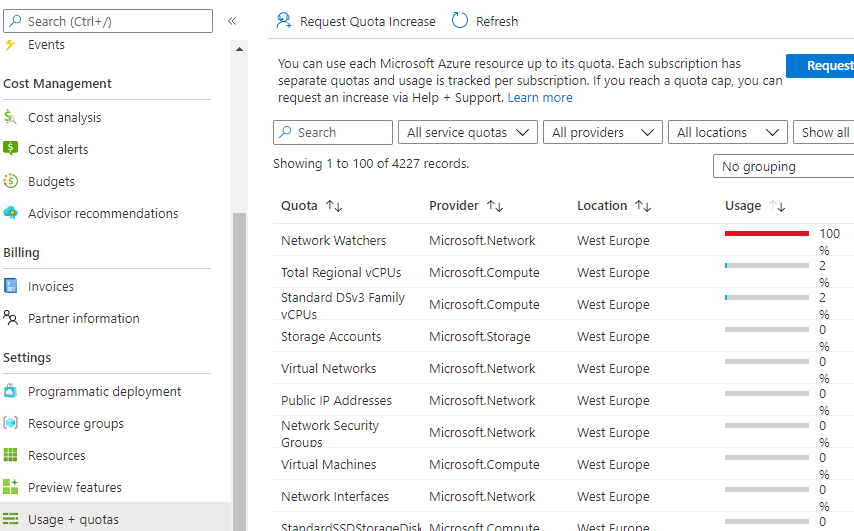 Search (Ctrl+/)
«
Events
Cost Management
Cost analysis
Cost alerts
Budgets
Advisor recommendations
Billing
Invoices
Partner information
Settings
Programmatic deployment
Resource groups
Resources
Preview features
Usage + quotas
Request Quota Increase
Refresh
You can use each Microsoft Azure resource up to its quota. Each subscription has
separate quotas and usage is tracked per subscription. If you reach a quota cap, you can
request an increase via Help + Support. Learn more
Request
Search
All service quotas
All providers
All locations
Show all
Showing 1 to 100 of 4227 records.
No grouping
Quota ↑↓ Provider ↑↓ Location ↑↓ Usage ↑↓
Network Watchers Microsoft.Network West Europe 100
%
Total Regional vCPUs Microsoft.Compute West Europe 2
%
Standard DSv3 Family
vCPUs Microsoft.Compute West Europe 2
%
Storage Accounts Microsoft.Storage West Europe 0
%
Virtual Networks Microsoft.Network West Europe 0
%
Public IP Addresses Microsoft.Network West Europe 0
%
Network Security
Groups Microsoft.Network West Europe 0
%
Virtual Machines Microsoft.Compute West Europe 0
%
Network Interfaces Microsoft.Network West Europe 0
%
StandardSSDStorageDisk Microsoft.Compute West Europe 0